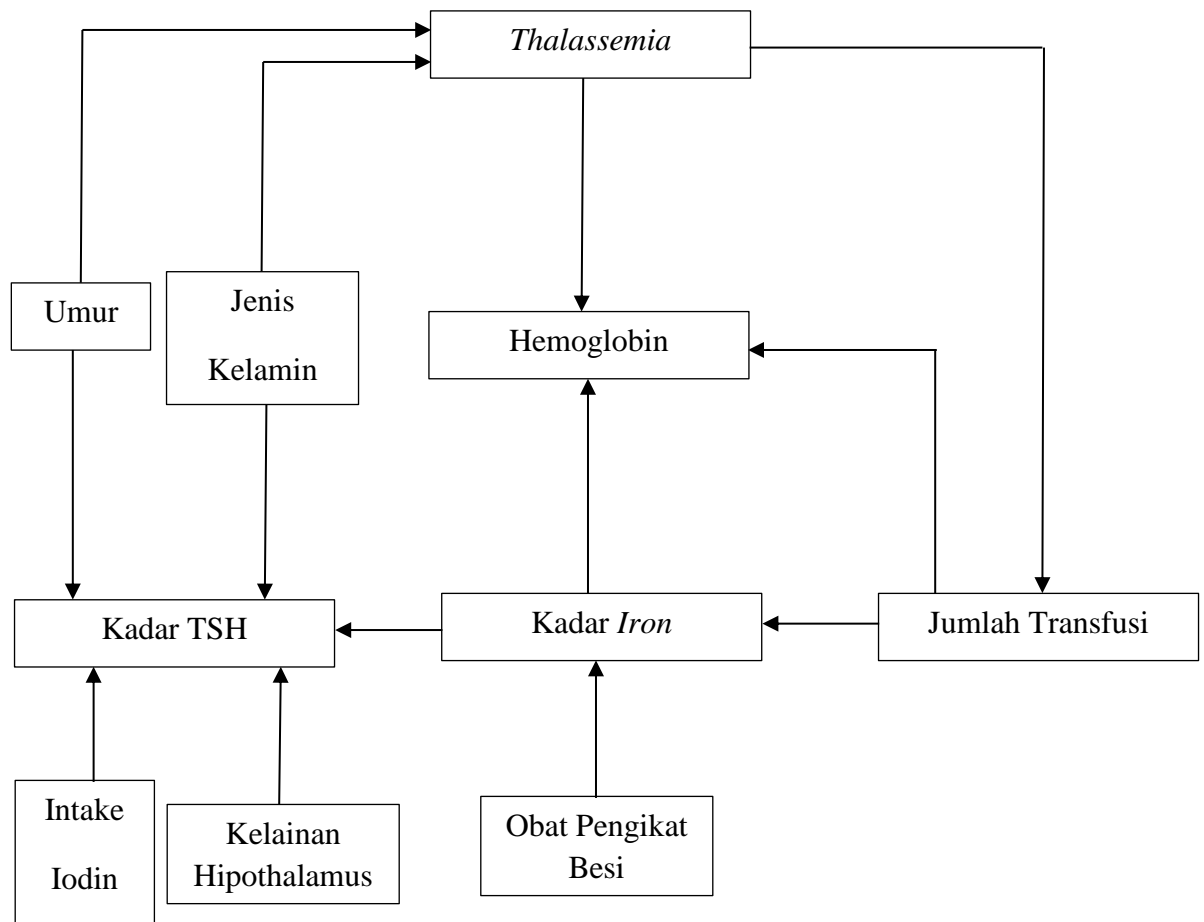 Thalassemia
Umur
Jenis
Kelamin
Hemoglobin
Kadar TSH
Kadar Iron
Jumlah Transfusi
Intake
Iodin
Kelainan
Hipothalamus
Obat Pengikat
Besi